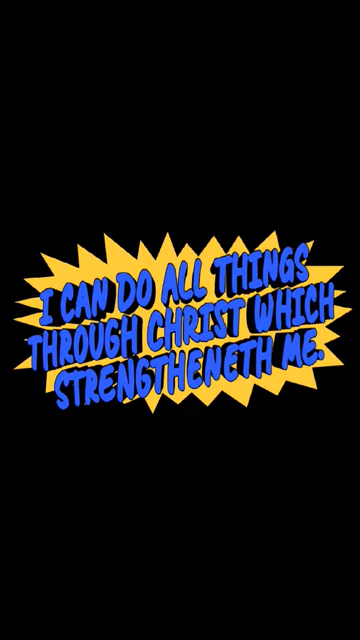 I CAN DO ALL THINGS
THROUGH CHRIST WHICH
STRENGTHENETH ME.